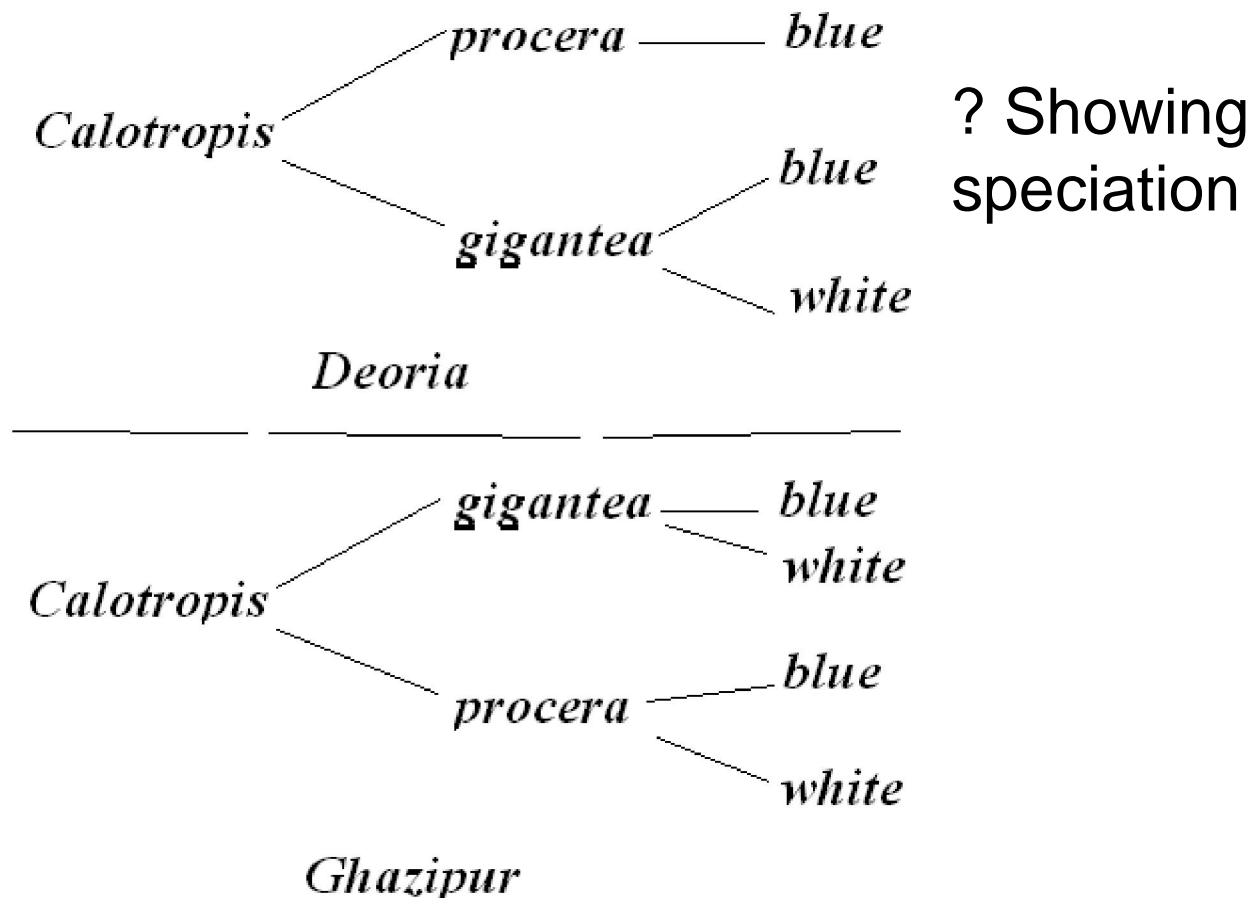 procera blue
Calotropis
gigantea blue
white
? Showing
speciation
Deoria
gigantea blue
white
Calotropis
procera blue
white
Ghazipur